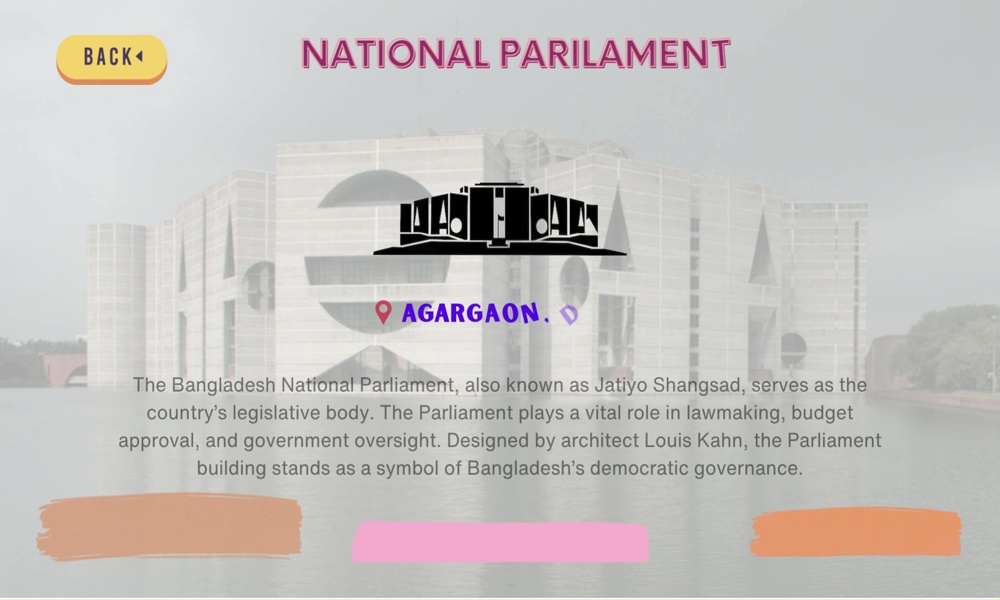 BACK
NATIONAL PARILAMENT
AGARGAON. D
The Bangladesh National Parliament, also known as Jatiyo Shangsad, serves as the
country's legislative body. The Parliament plays a vital role in lawmaking, budget
approval, and government oversight. Designed by architect Louis Kahn, the Parliament
building stands as a symbol of Bangladesh's democratic governance.